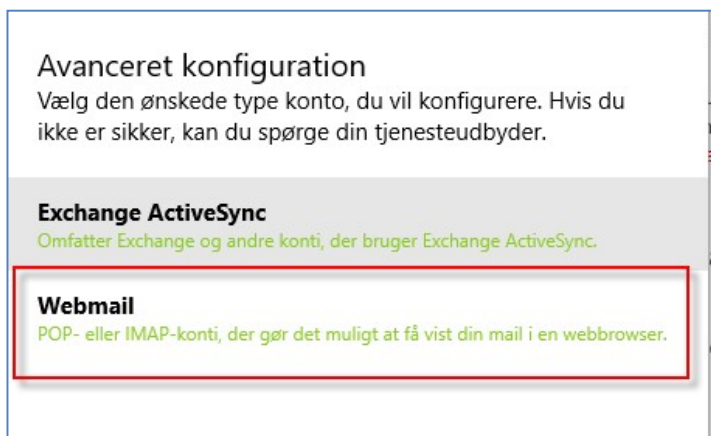 Avanceret konfiguration
Vælg den ønskede type konto, du vil konfigurere. Hvis du
ikke er sikker, kan du spørge din tjenesteudbyder.
Exchange ActiveSync
Omfatter Exchange og andre konti, der bruger Exchange ActiveSync.
Webmail
POP- eller IMAP-konti, der gør det muligt at få vist din mail i en webbrowser.